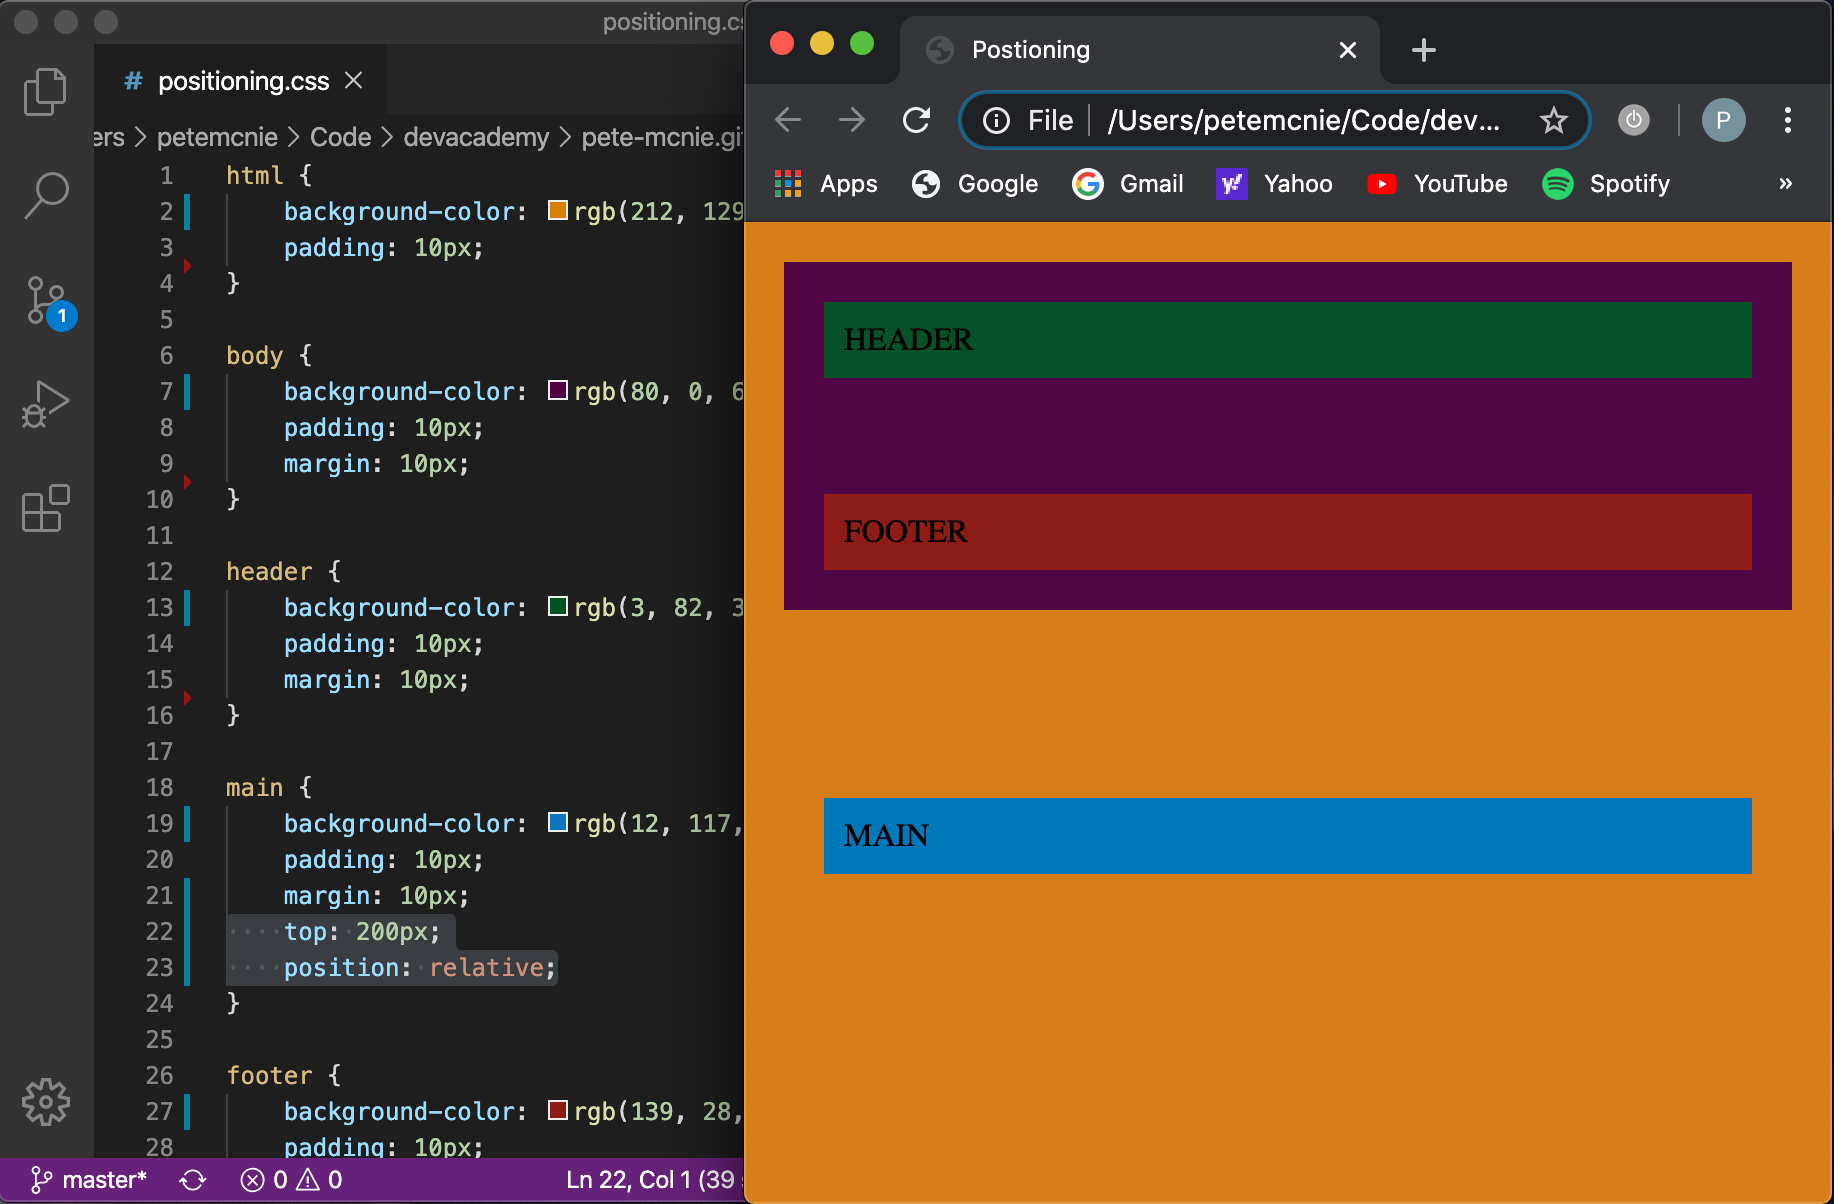 positioning.cs
# positioning.css
ers > petemcnie > Code > devacademy > pete-mcnie.gi
1 html {
2 background-color: rgb(212, 129
3 padding: 10px;
4 }
5
6 body {
7 background-color: rgb(80, 0, 6
8 padding: 10px;
9 margin: 10px;
10 }
11
12 header {
13 background-color: rgb(3, 82, 3
14 padding: 10px;
15 margin: 10px;
16 }
17
18 main {
19 background-color: rgb(12, 117,
20 padding: 10px;
21 margin: 10px;
22 ····top:·200px;
23 ····position:·relative;
24 }
25
26 footer {
27 background-color: rgb(139, 28,
28 padding: 10px;
1
master* 0 0 Ln 22, Col 1 (39 s
Postioning
File /Users/petemcnie/Code/dev... P
Apps Google Gmail Yahoo YouTube Spotify »
HEADER
FOOTER
MAIN